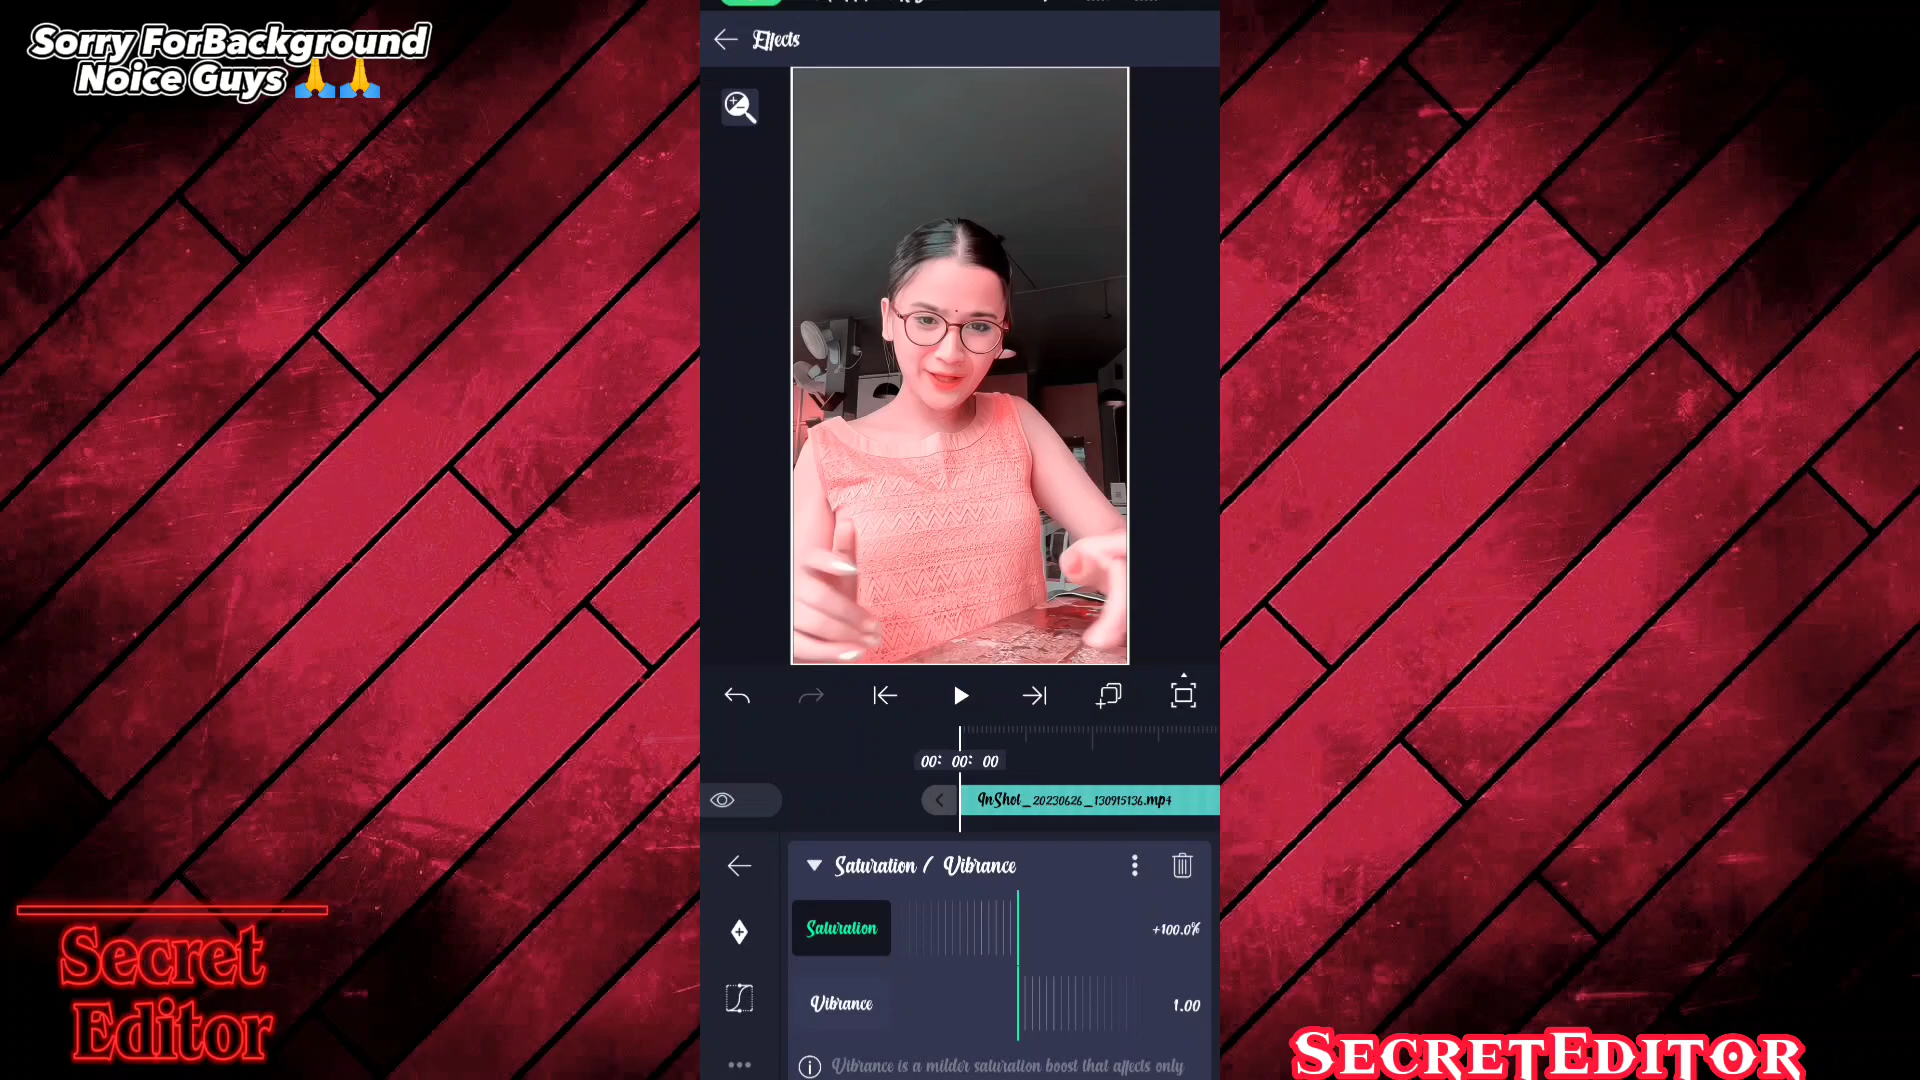 Sorry ForBackground
Noice Guys 🙏🙏
Effects
00: 00: 00
InShot_20230626_130915136.mp4
Saturation / Vibrance
Saturation
+100.0%
Vibrance
1.00
Vibrance is a milder saturation boost that affects only
Secret
Editor
SECRETEDITOR